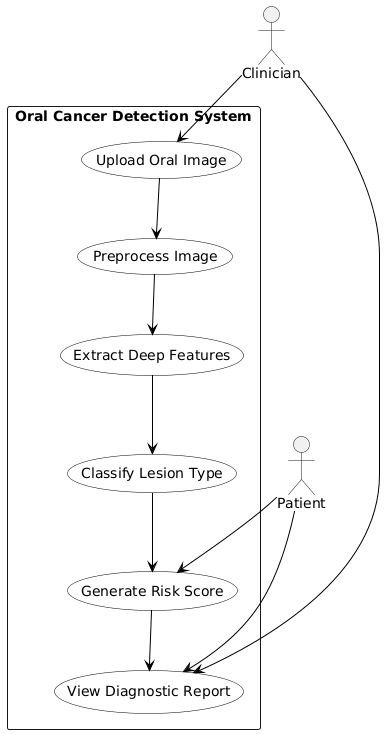 Clinician
Oral Cancer Detection System
Upload Oral Image
Preprocess Image
Extract Deep Features
Classify Lesion Type
Patient
Generate Risk Score
View Diagnostic Report